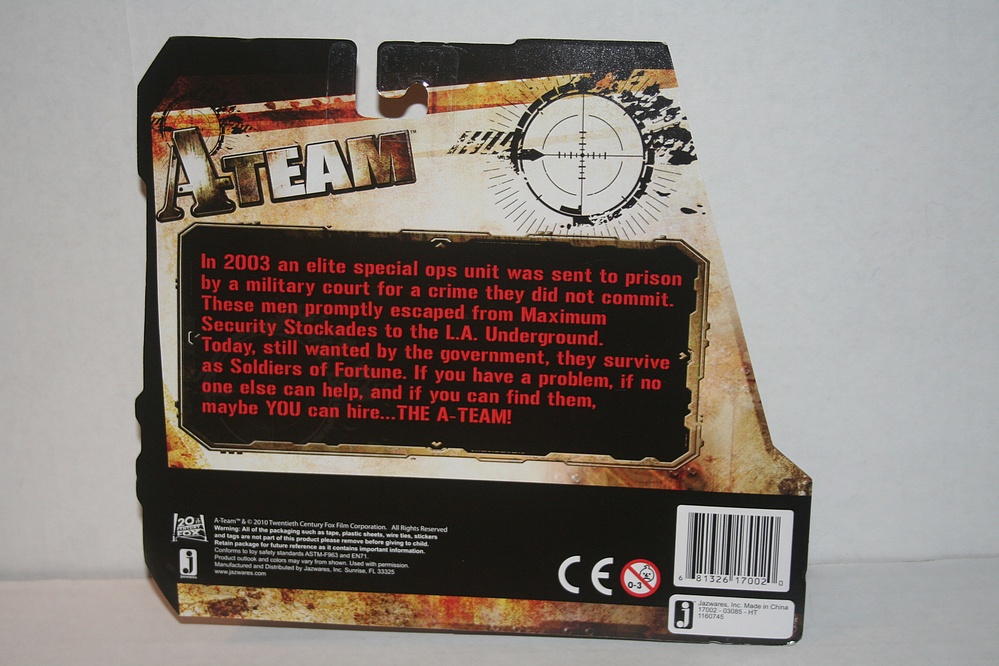 A-TEAM™
In 2003 an elite special ops unit was sent to prison
by a military court for a crime they did not commit.
These men promptly escaped from Maximum
Security Stockades to the L.A. Underground.
Today, still wanted by the government, they survive
as Soldiers of Fortune. If you have a problem, if no
one else can help, and if you can find them,
maybe YOU can hire...THE A-TEAM!
20th
CENTURY
FOX
A-Team™ & © 2010 Twentieth Century Fox Film Corporation. All Rights Reserved
Warning: All of the packaging such as tape, plastic sheets, wire ties, stickers
and tags are not part of this product please remove before giving to child.
Retain package for future reference as it contains important information.
Conforms to toy safety standards ASTM-F963 and EN71.
Product outlook and colors may vary from shown. Used with permission.
Manufactured and Distributed by Jazwares, Inc. Sunrise, FL 33325
www.jazwares.com
j
JAZWARES
CE
0-3
6 81326 17002 0
j
Jazwares, Inc. Made in China
17002 - 03085 - HT
1160745